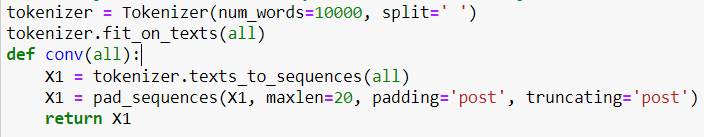 tokenizer = Tokenizer(num_words=10000, split=' ')
tokenizer.fit_on_texts(all)
def conv(all):
    X1 = tokenizer.texts_to_sequences(all)
    X1 = pad_sequences(X1, maxlen=20, padding='post', truncating='post')
    return X1